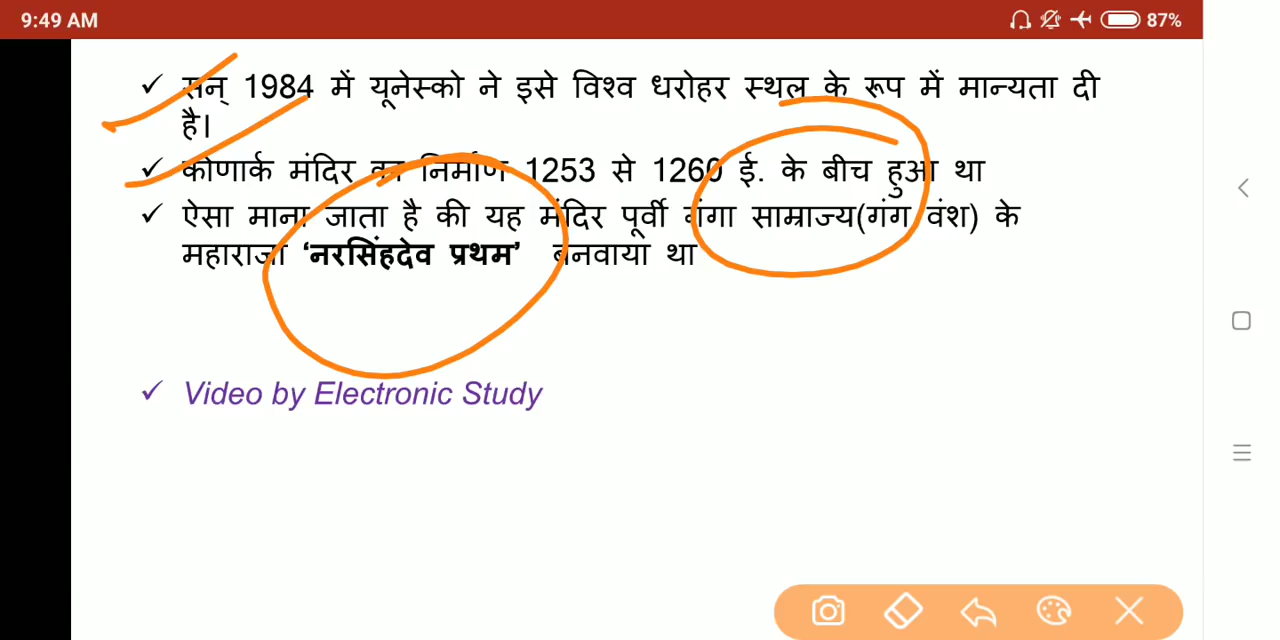 9:49 AM 87%
सन् 1984 में यूनेस्को ने इसे विश्व धरोहर स्थल के रूप में मान्यता दी
है।
कोणार्क मंदिर का निर्माण 1253 से 1260 ई. के बीच हुआ था
ऐसा माना जाता है की यह मंदिर पूर्वी गंगा साम्राज्य(गंग वंश) के
महाराजा ‘नरसिंहदेव प्रथम’ बनवाया था
Video by Electronic Study